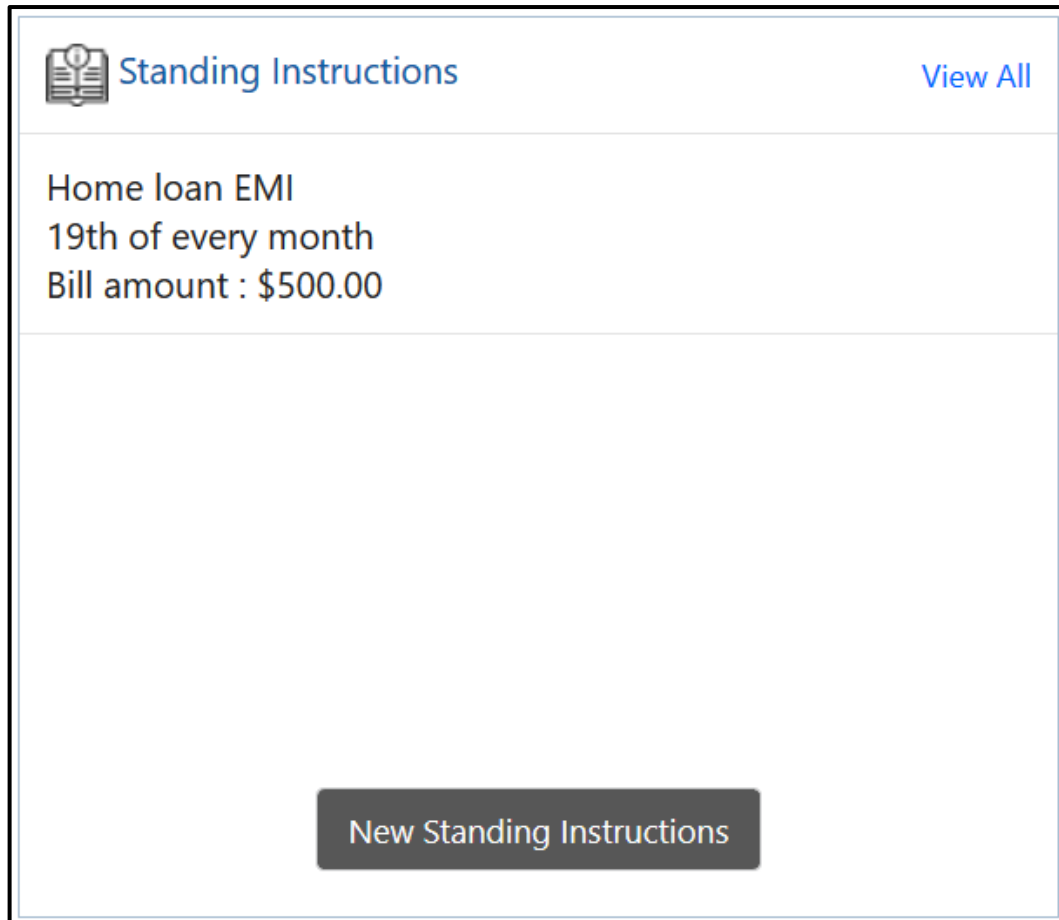 Standing Instructions
View All
Home loan EMI
19th of every month
Bill amount : $500.00
New Standing Instructions